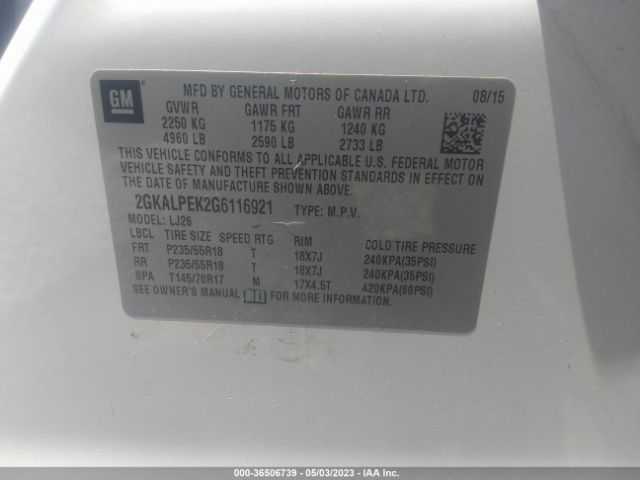 GM
MFD BY GENERAL MOTORS OF CANADA LTD. 08/15
GVWR GAWR FRT GAWR RR
2250 KG 1175 KG 1240 KG
4960 LB 2590 LB 2733 LB
THIS VEHICLE CONFORMS TO ALL APPLICABLE U.S. FEDERAL MOTOR
VEHICLE SAFETY AND THEFT PREVENTION STANDARDS IN EFFECT ON
THE DATE OF MANUFACTURE SHOWN ABOVE.
2GKALPEK2G6116921 TYPE: M.P.V.
MODEL: LJ26
LBCL TIRE SIZE SPEED RTG RIM COLD TIRE PRESSURE
FRT P235/55R18 T 18X7J 240KPA(35PSI)
RR P235/55R18 T 18X7J 240KPA(35PSI)
SPA T145/70R17 M 17X4.5T 420KPA(60PSI)
SEE OWNER'S MANUAL FOR MORE INFORMATION.
000-36506739 - 05/03/2023 - IAA Inc.